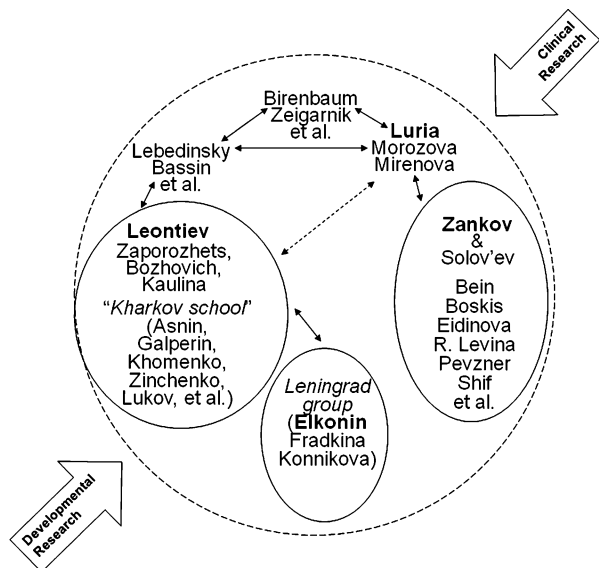 Clinical
Research
Birenbaum
Zeigarnik
et al.
Luria
Morozova
Mirenova
Lebedinsky
Bassin
et al.
Leontiev
Zaporozhets,
Bozhovich,
Kaulina
“Kharkov school”
(Asnin,
Galperin,
Khomenko,
Zinchenko,
Lukov, et al.)
Zankov
&
Solov’ev
Bein
Boskis
Eidinova
R. Levina
Pevzner
Shif
et al.
Leningrad
group
(Elkonin
Fradkina
Konnikova)
Developmental
Research